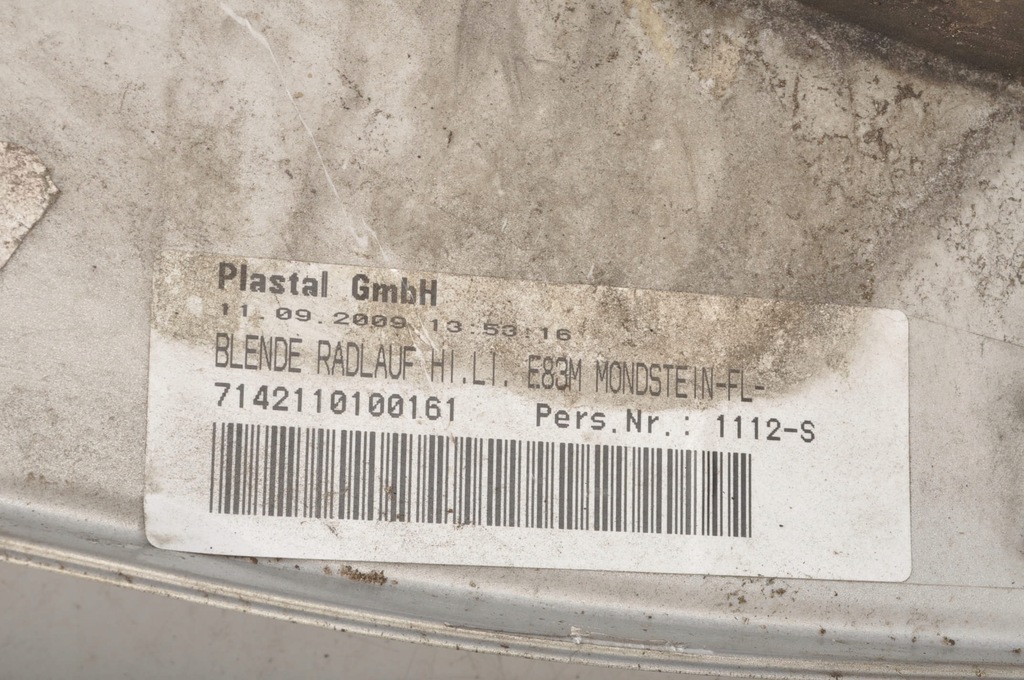 Plastal GmbH
11.09.2009 13:53:16
BLENDE RADLAUF HI.LI. E83M MONDSTEIN-FL-
7142110100161 Pers.Nr.: 1112-S